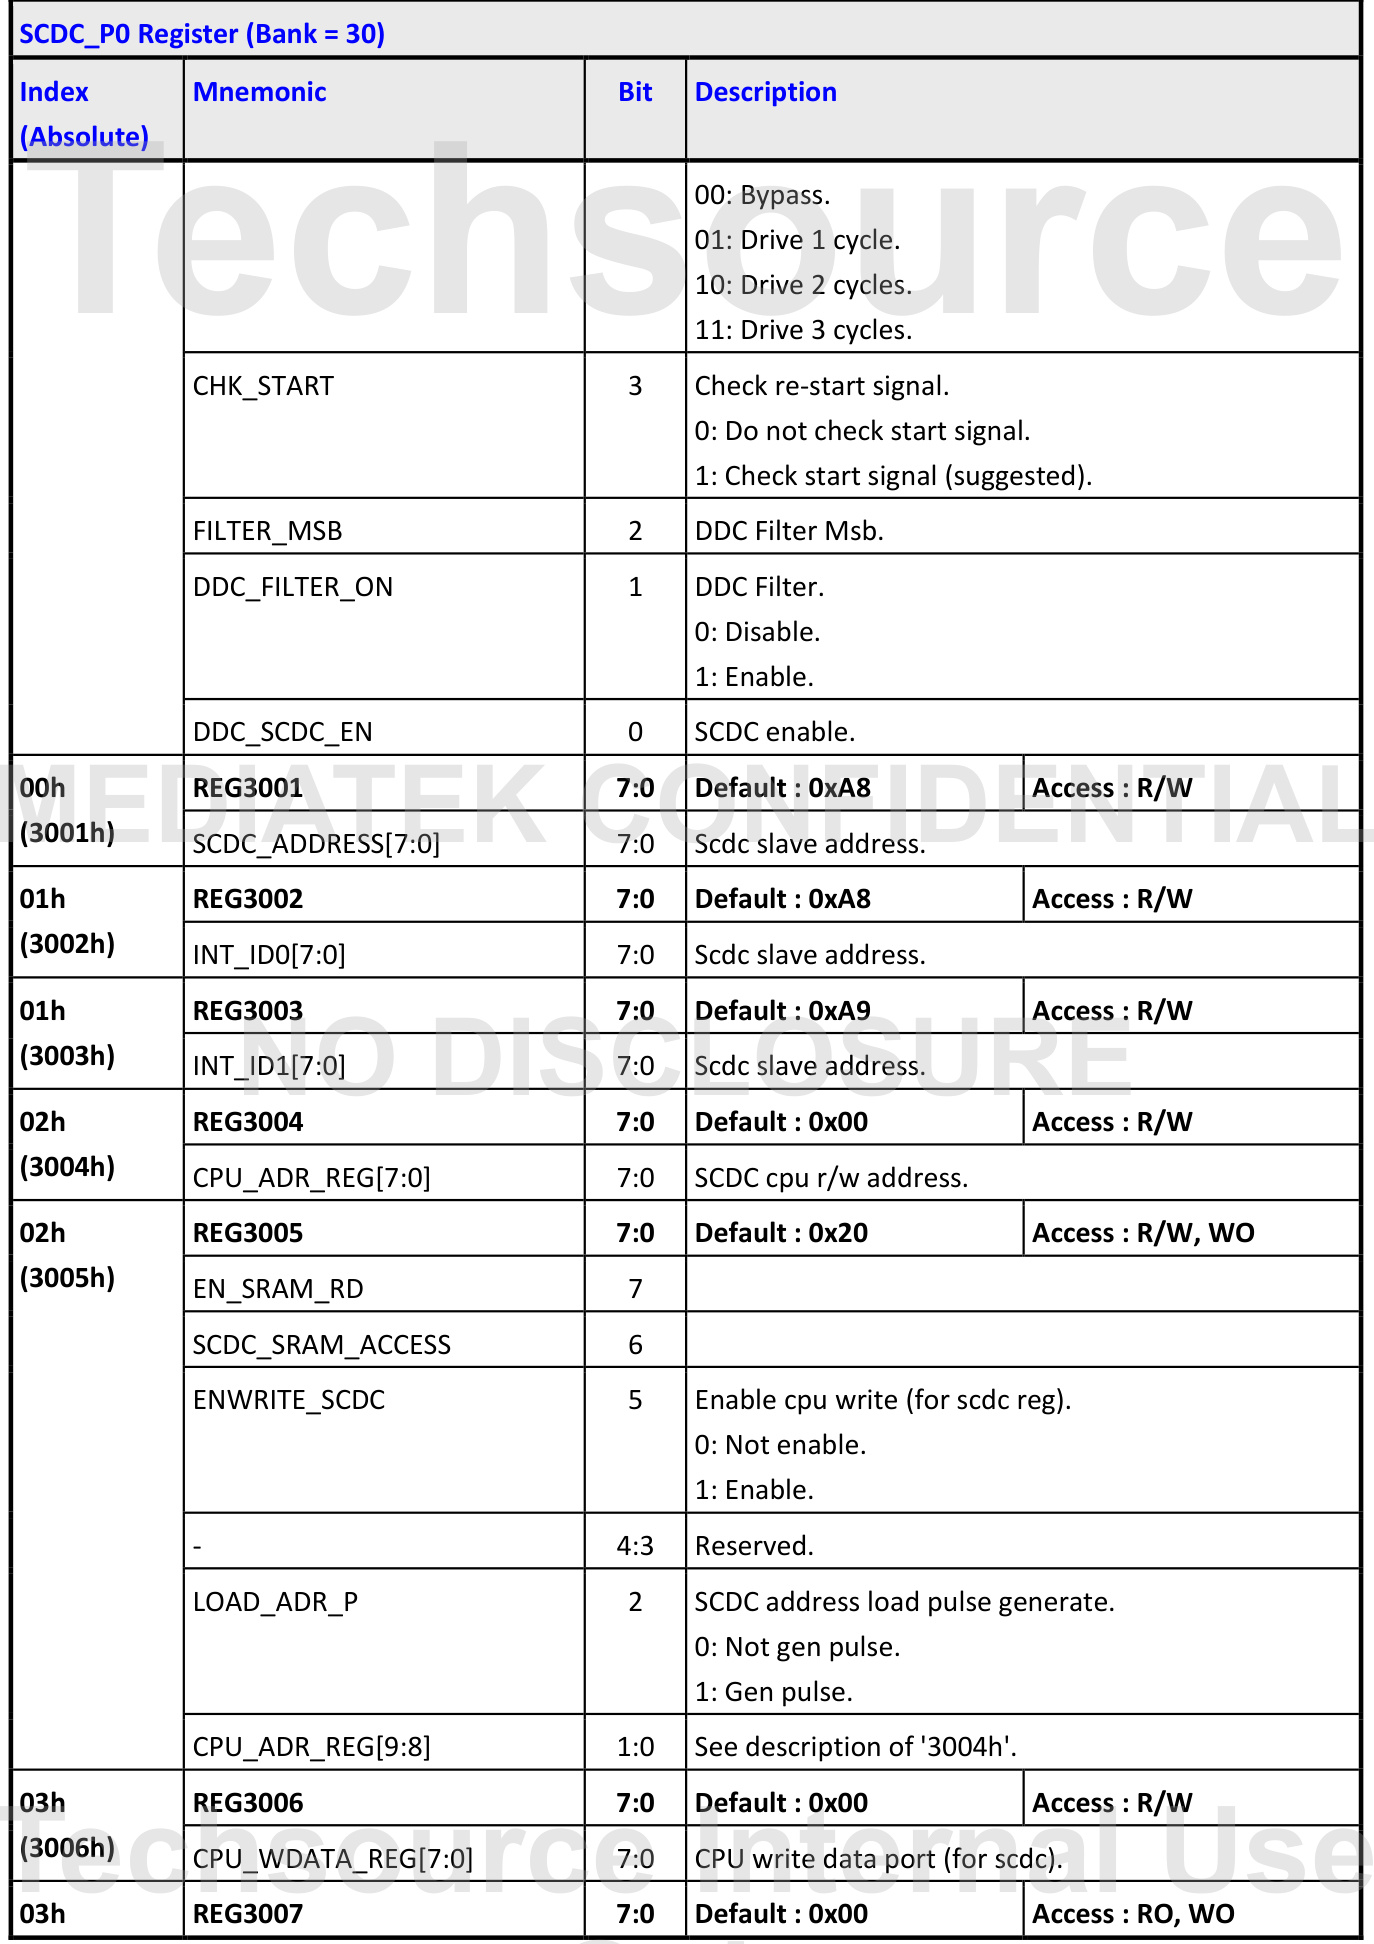 SCDC_P0 Register (Bank = 30)
Index (Absolute) Mnemonic Bit Description
00: Bypass.
01: Drive 1 cycle.
10: Drive 2 cycles.
11: Drive 3 cycles.
CHK_START 3 Check re-start signal.
0: Do not check start signal.
1: Check start signal (suggested).
FILTER_MSB 2 DDC Filter Msb.
DDC_FILTER_ON 1 DDC Filter.
0: Disable.
1: Enable.
DDC_SCDC_EN 0 SCDC enable.
00h REG3001 7:0 Default : 0xA8 Access : R/W
(3001h) SCDC_ADDRESS[7:0] 7:0 Scdc slave address.
01h REG3002 7:0 Default : 0xA8 Access : R/W
(3002h) INT_ID0[7:0] 7:0 Scdc slave address.
01h REG3003 7:0 Default : 0xA9 Access : R/W
(3003h) INT_ID1[7:0] 7:0 Scdc slave address.
02h REG3004 7:0 Default : 0x00 Access : R/W
(3004h) CPU_ADR_REG[7:0] 7:0 SCDC cpu r/w address.
02h REG3005 7:0 Default : 0x20 Access : R/W, WO
(3005h) EN_SRAM_RD 7
SCDC_SRAM_ACCESS 6
ENWRITE_SCDC 5 Enable cpu write (for scdc reg).
0: Not enable.
1: Enable.
- 4:3 Reserved.
LOAD_ADR_P 2 SCDC address load pulse generate.
0: Not gen pulse.
1: Gen pulse.
CPU_ADR_REG[9:8] 1:0 See description of '3004h'.
03h REG3006 7:0 Default : 0x00 Access : R/W
(3006h) CPU_WDATA_REG[7:0] 7:0 CPU write data port (for scdc).
03h REG3007 7:0 Default : 0x00 Access : RO, WO
Techsource
MEDIATEK CONFIDENTIAL
NO DISCLOSURE
Techsource Internal Use